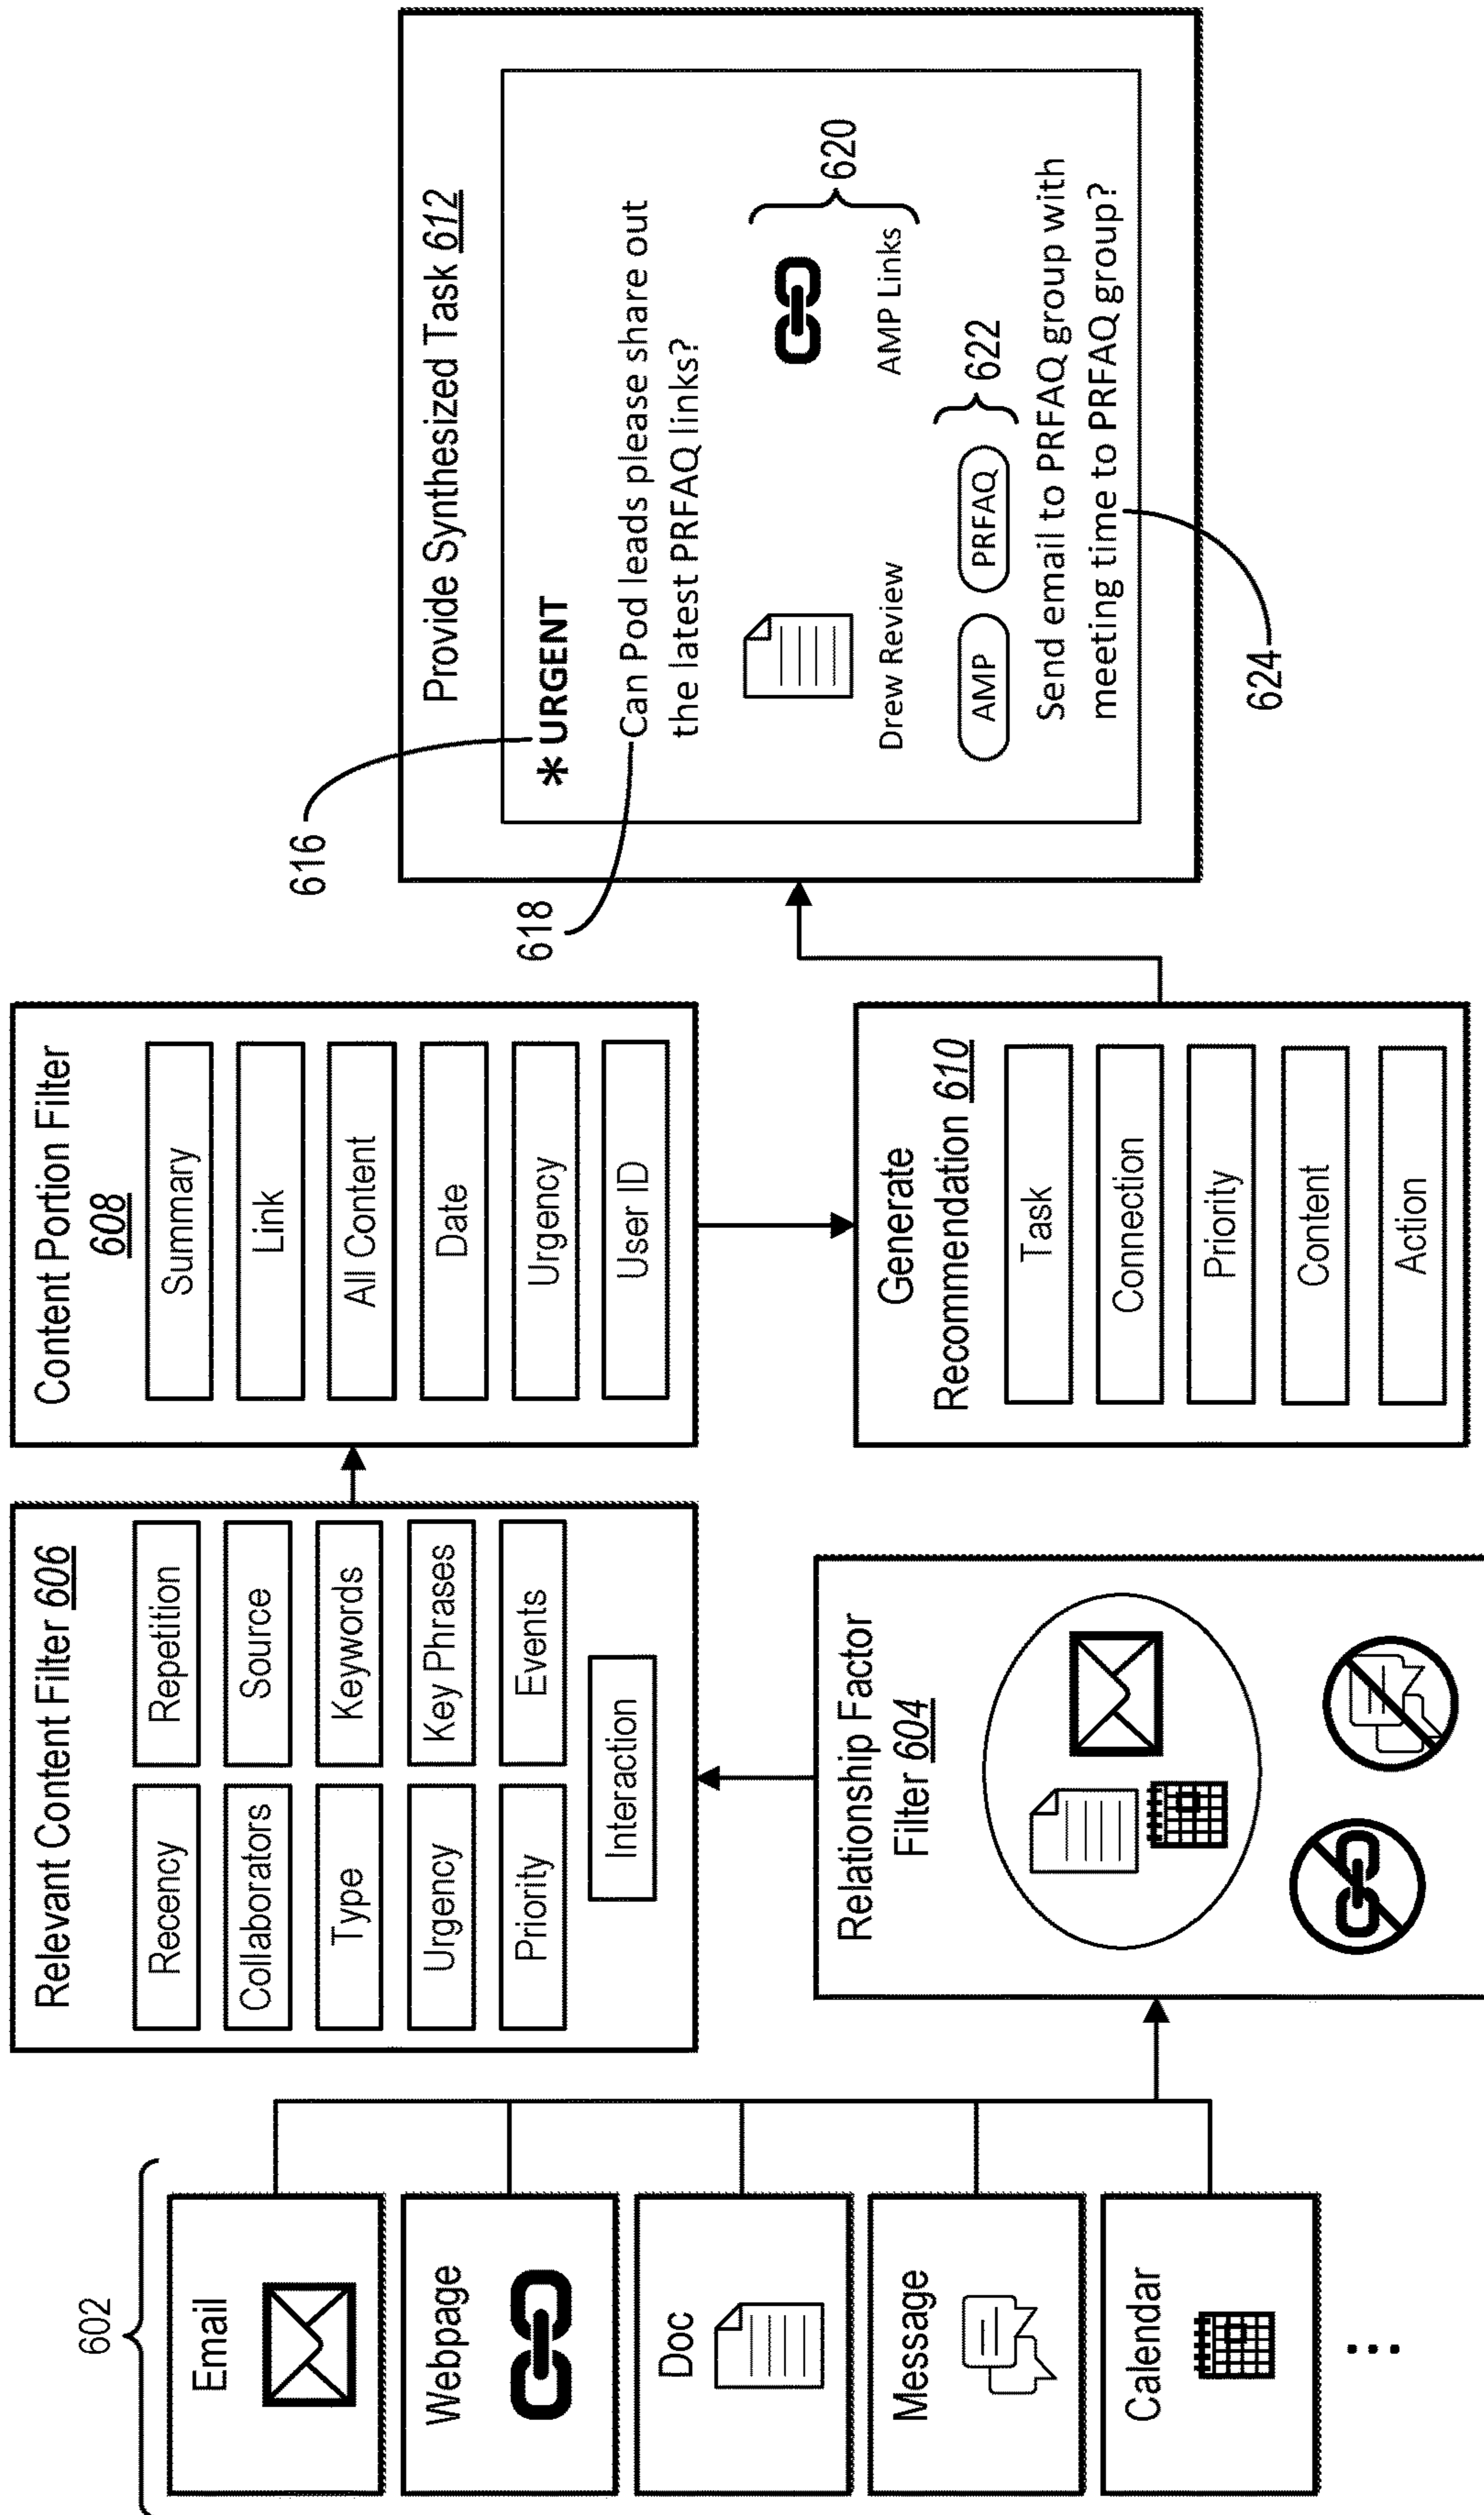 602
Email
Webpage
Doc
Message
Calendar
...
Relationship Factor
Filter 604
Relevant Content Filter 606
Recency
Repetition
Collaborators
Source
Type
Keywords
Urgency
Key Phrases
Priority
Events
Interaction
Content Portion Filter
608
Summary
Link
All Content
Date
Urgency
User ID
Generate
Recommendation 610
Task
Connection
Priority
Content
Action
Provide Synthesized Task 612
616
* URGENT
618
Can Pod leads please share out
the latest PRFAQ links?
Drew Review
AMP Links
620
AMP
PRFAQ
622
Send email to PRFAQ group with
meeting time to PRFAQ group?
624